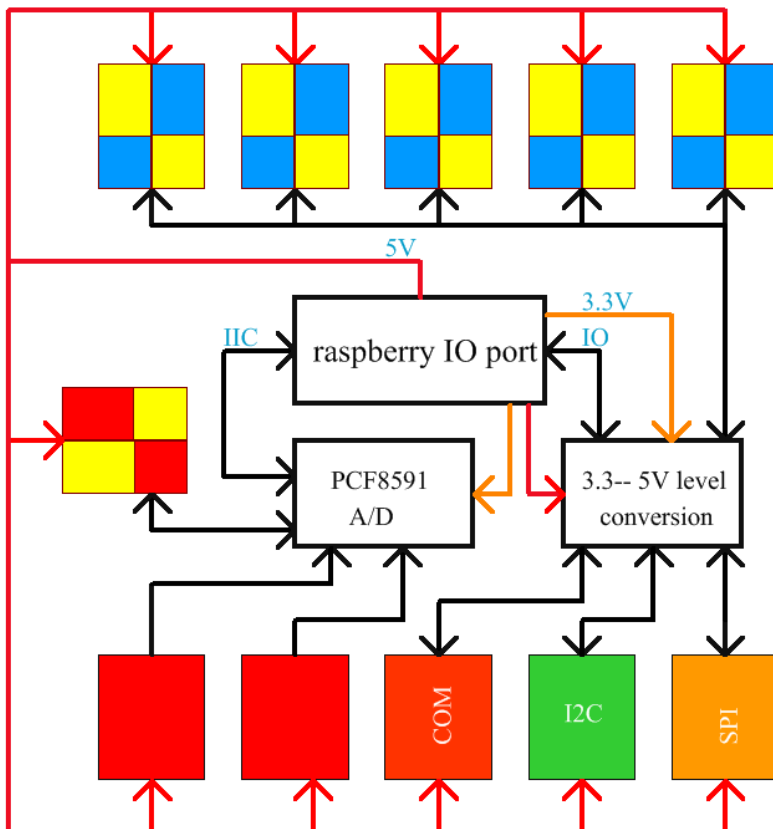 5V
3.3V
IIC
IO
raspberry IO port
PCF8591
A/D
3.3-- 5V level
conversion
COM
I2C
SPI